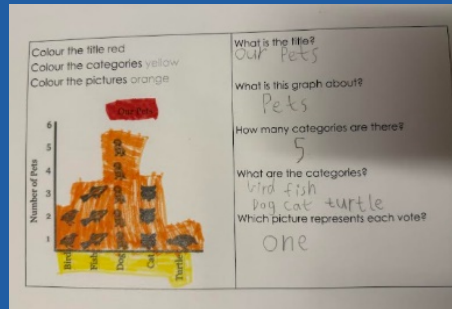 Colour the title red
Colour the categories yellow
Colour the pictures orange
Our Pets
Number of Pets
6
5
4
3
2
1
Bird
Fish
Dog
Cat
Turtle
What is the title?
Our Pets
What is this graph about?
Pets
How many categories are there?
5
What are the categories?
bird fish
Dog cat turtle
Which picture represents each vote?
one